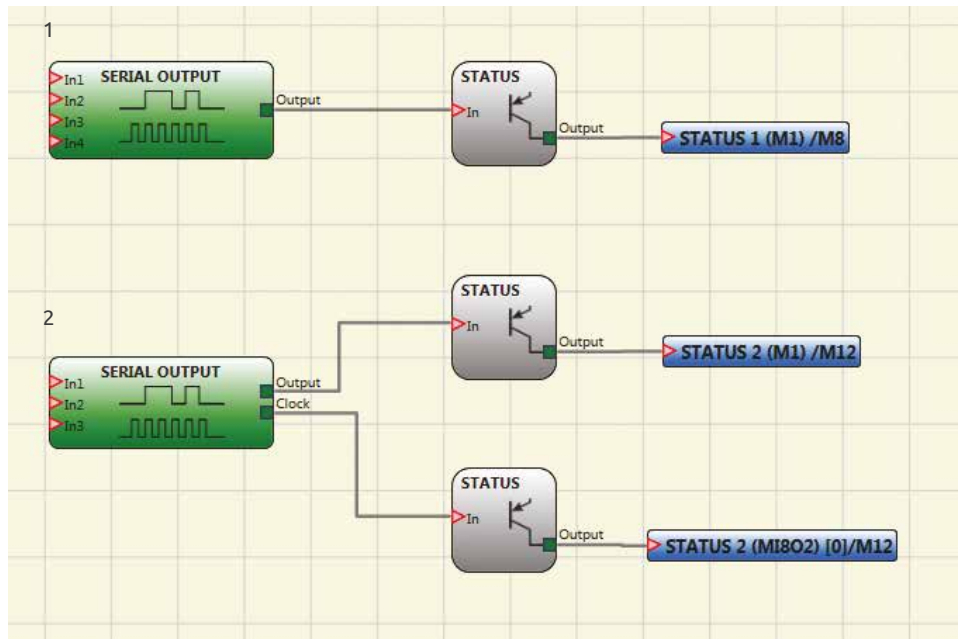 1
SERIAL OUTPUT
In1
In2
In3
In4
Output
STATUS
In
Output
STATUS 1 (M1) /M8
2
SERIAL OUTPUT
In1
In2
In3
Output
Clock
STATUS
In
Output
STATUS 2 (M1) /M12
STATUS
In
Output
STATUS 2 (MI8O2) [0]/M12